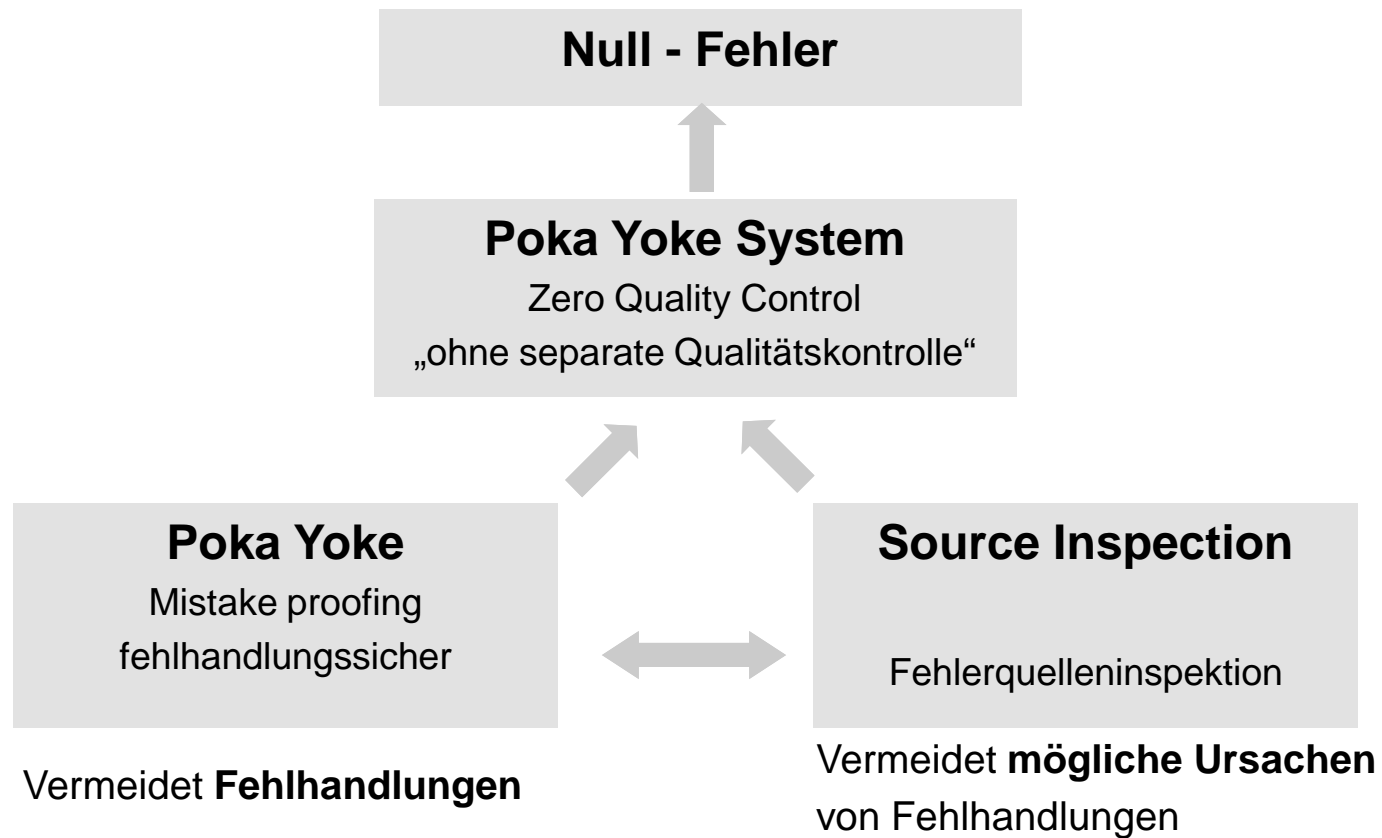 Null - Fehler
Poka Yoke System
Zero Quality Control
„ohne separate Qualitätskontrolle“
Poka Yoke
Mistake proofing
fehlhandlungssicher
Vermeidet Fehlhandlungen
Source Inspection
Fehlerquelleninspektion
Vermeidet mögliche Ursachen
von Fehlhandlungen